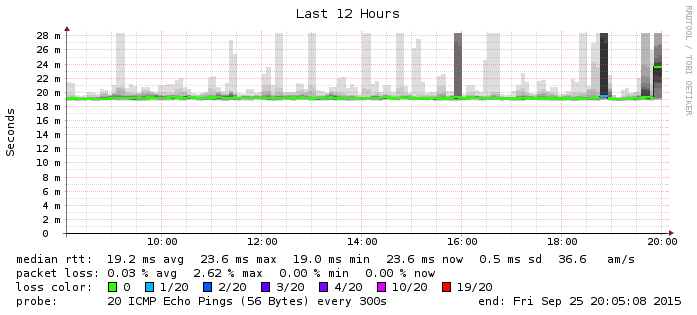 Last 12 Hours
RRDTOOL / TOBI OETIKER
Seconds
28 m
26 m
24 m
22 m
20 m
18 m
16 m
14 m
12 m
10 m
8 m
6 m
4 m
2 m
0
10:00 12:00 14:00 16:00 18:00 20:00
median rtt: 19.2 ms avg 23.6 ms max 19.0 ms min 23.6 ms now 0.5 ms sd 36.6 am/s
packet loss: 0.03 % avg 2.62 % max 0.00 % min 0.00 % now
loss color: 0 1/20 2/20 3/20 4/20 10/20 19/20
probe: 20 ICMP Echo Pings (56 Bytes) every 300s end: Fri Sep 25 20:05:08 2015